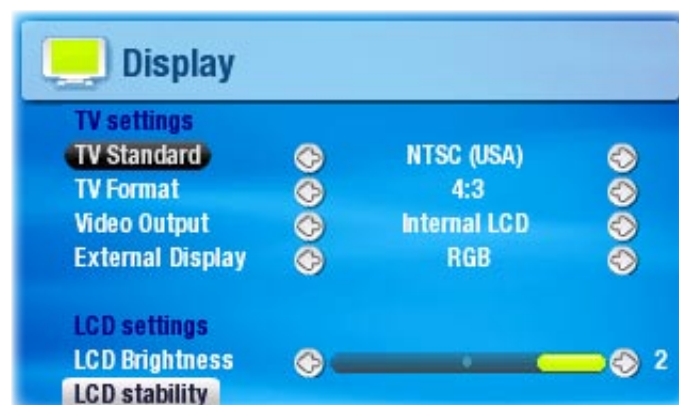 Display
TV settings
TV Standard NTSC (USA)
TV Format 4:3
Video Output Internal LCD
External Display RGB
LCD settings
LCD Brightness 2
LCD stability